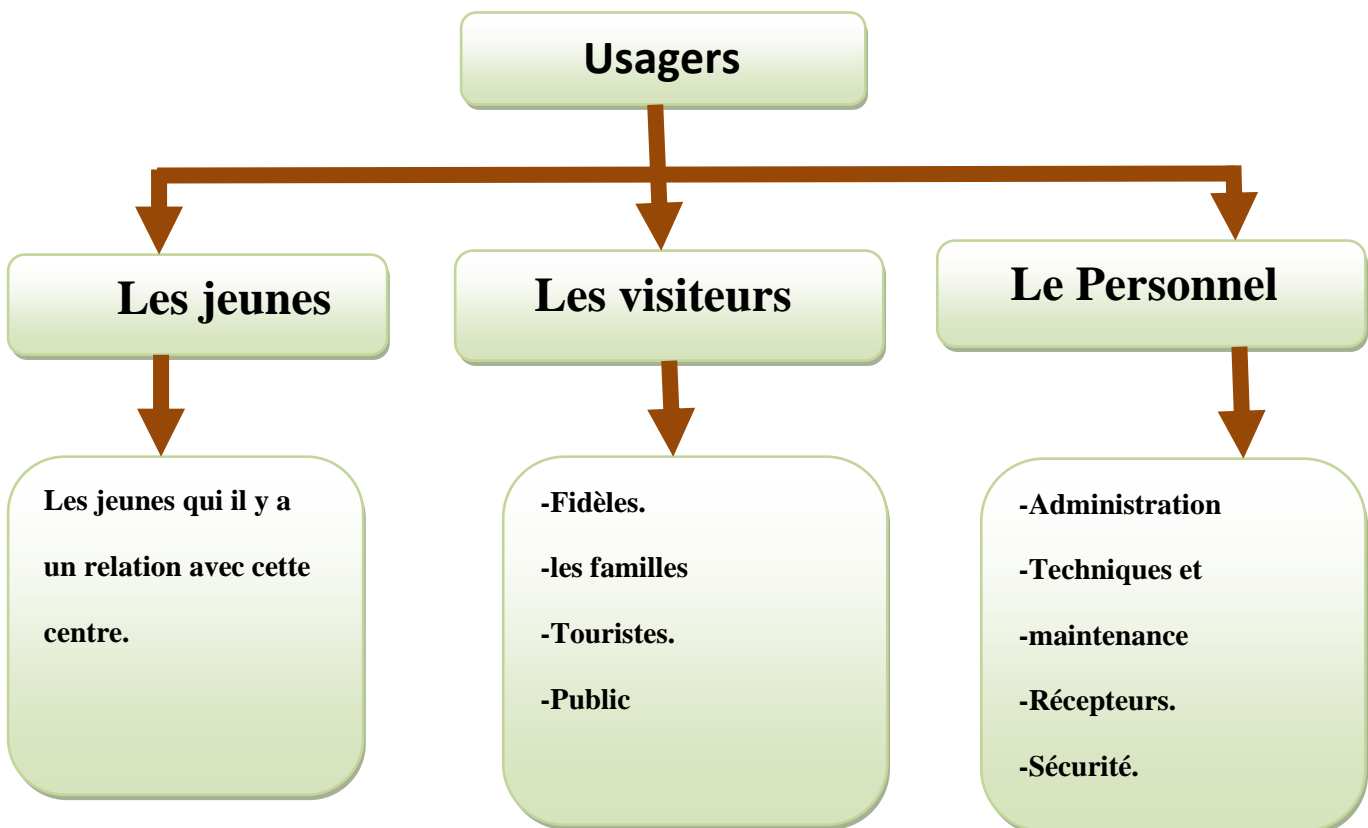 Usagers
Les jeunes
Les visiteurs
Le Personnel
Les jeunes qui il y a
un relation avec cette
centre.
-Fidèles.
-les familles
-Touristes.
-Public
-Administration
-Techniques et
-maintenance
-Récepteurs.
-Sécurité.